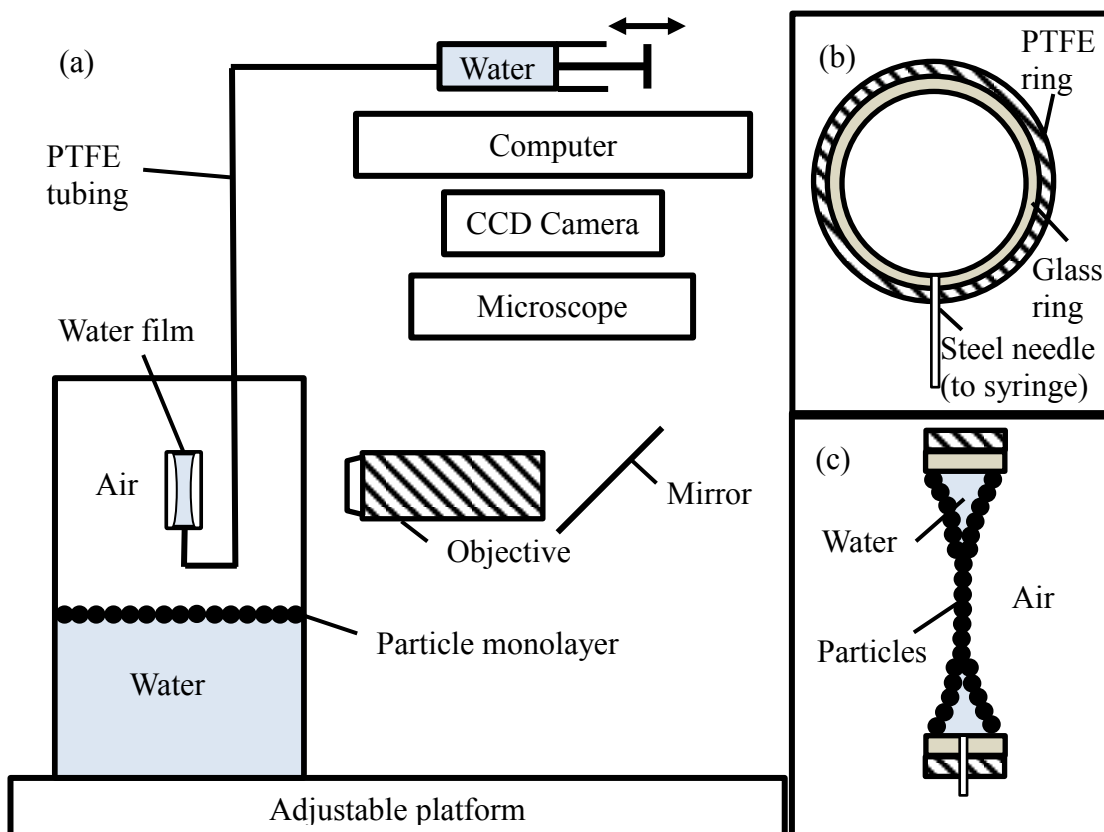 (a)
Water
PTFE
tubing
Computer
CCD Camera
Microscope
Water film
Air
Objective
Mirror
Particle monolayer
Water
Adjustable platform
(b)
PTFE
ring
Glass
ring
Steel needle
(to syringe)
(c)
Water
Air
Particles